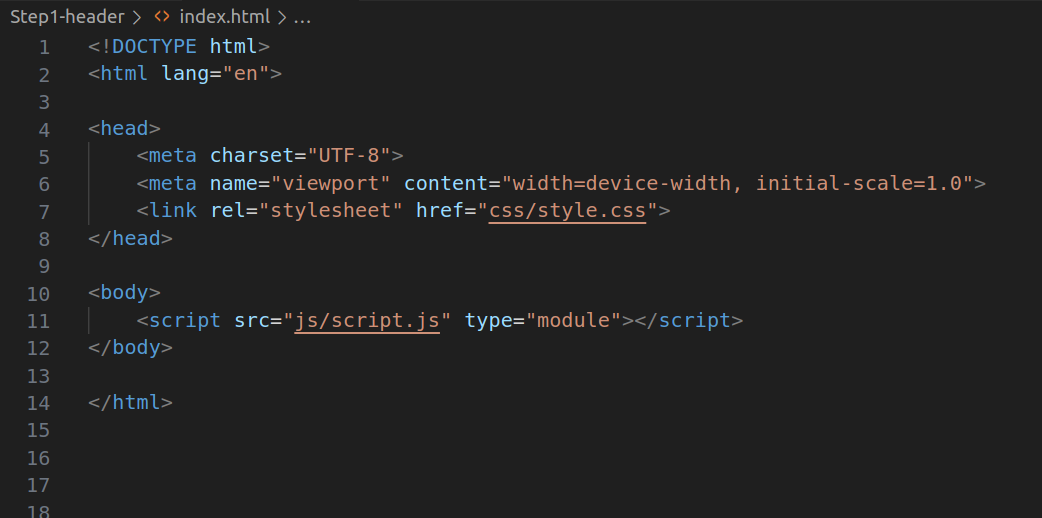 Step1-header > <> index.html > ...
1 <!DOCTYPE html>
2 <html lang="en">
3
4 <head>
5     <meta charset="UTF-8">
6     <meta name="viewport" content="width=device-width, initial-scale=1.0">
7     <link rel="stylesheet" href="css/style.css">
8 </head>
9
10 <body>
11     <script src="js/script.js" type="module"></script>
12 </body>
13
14 </html>
15
16
17
18